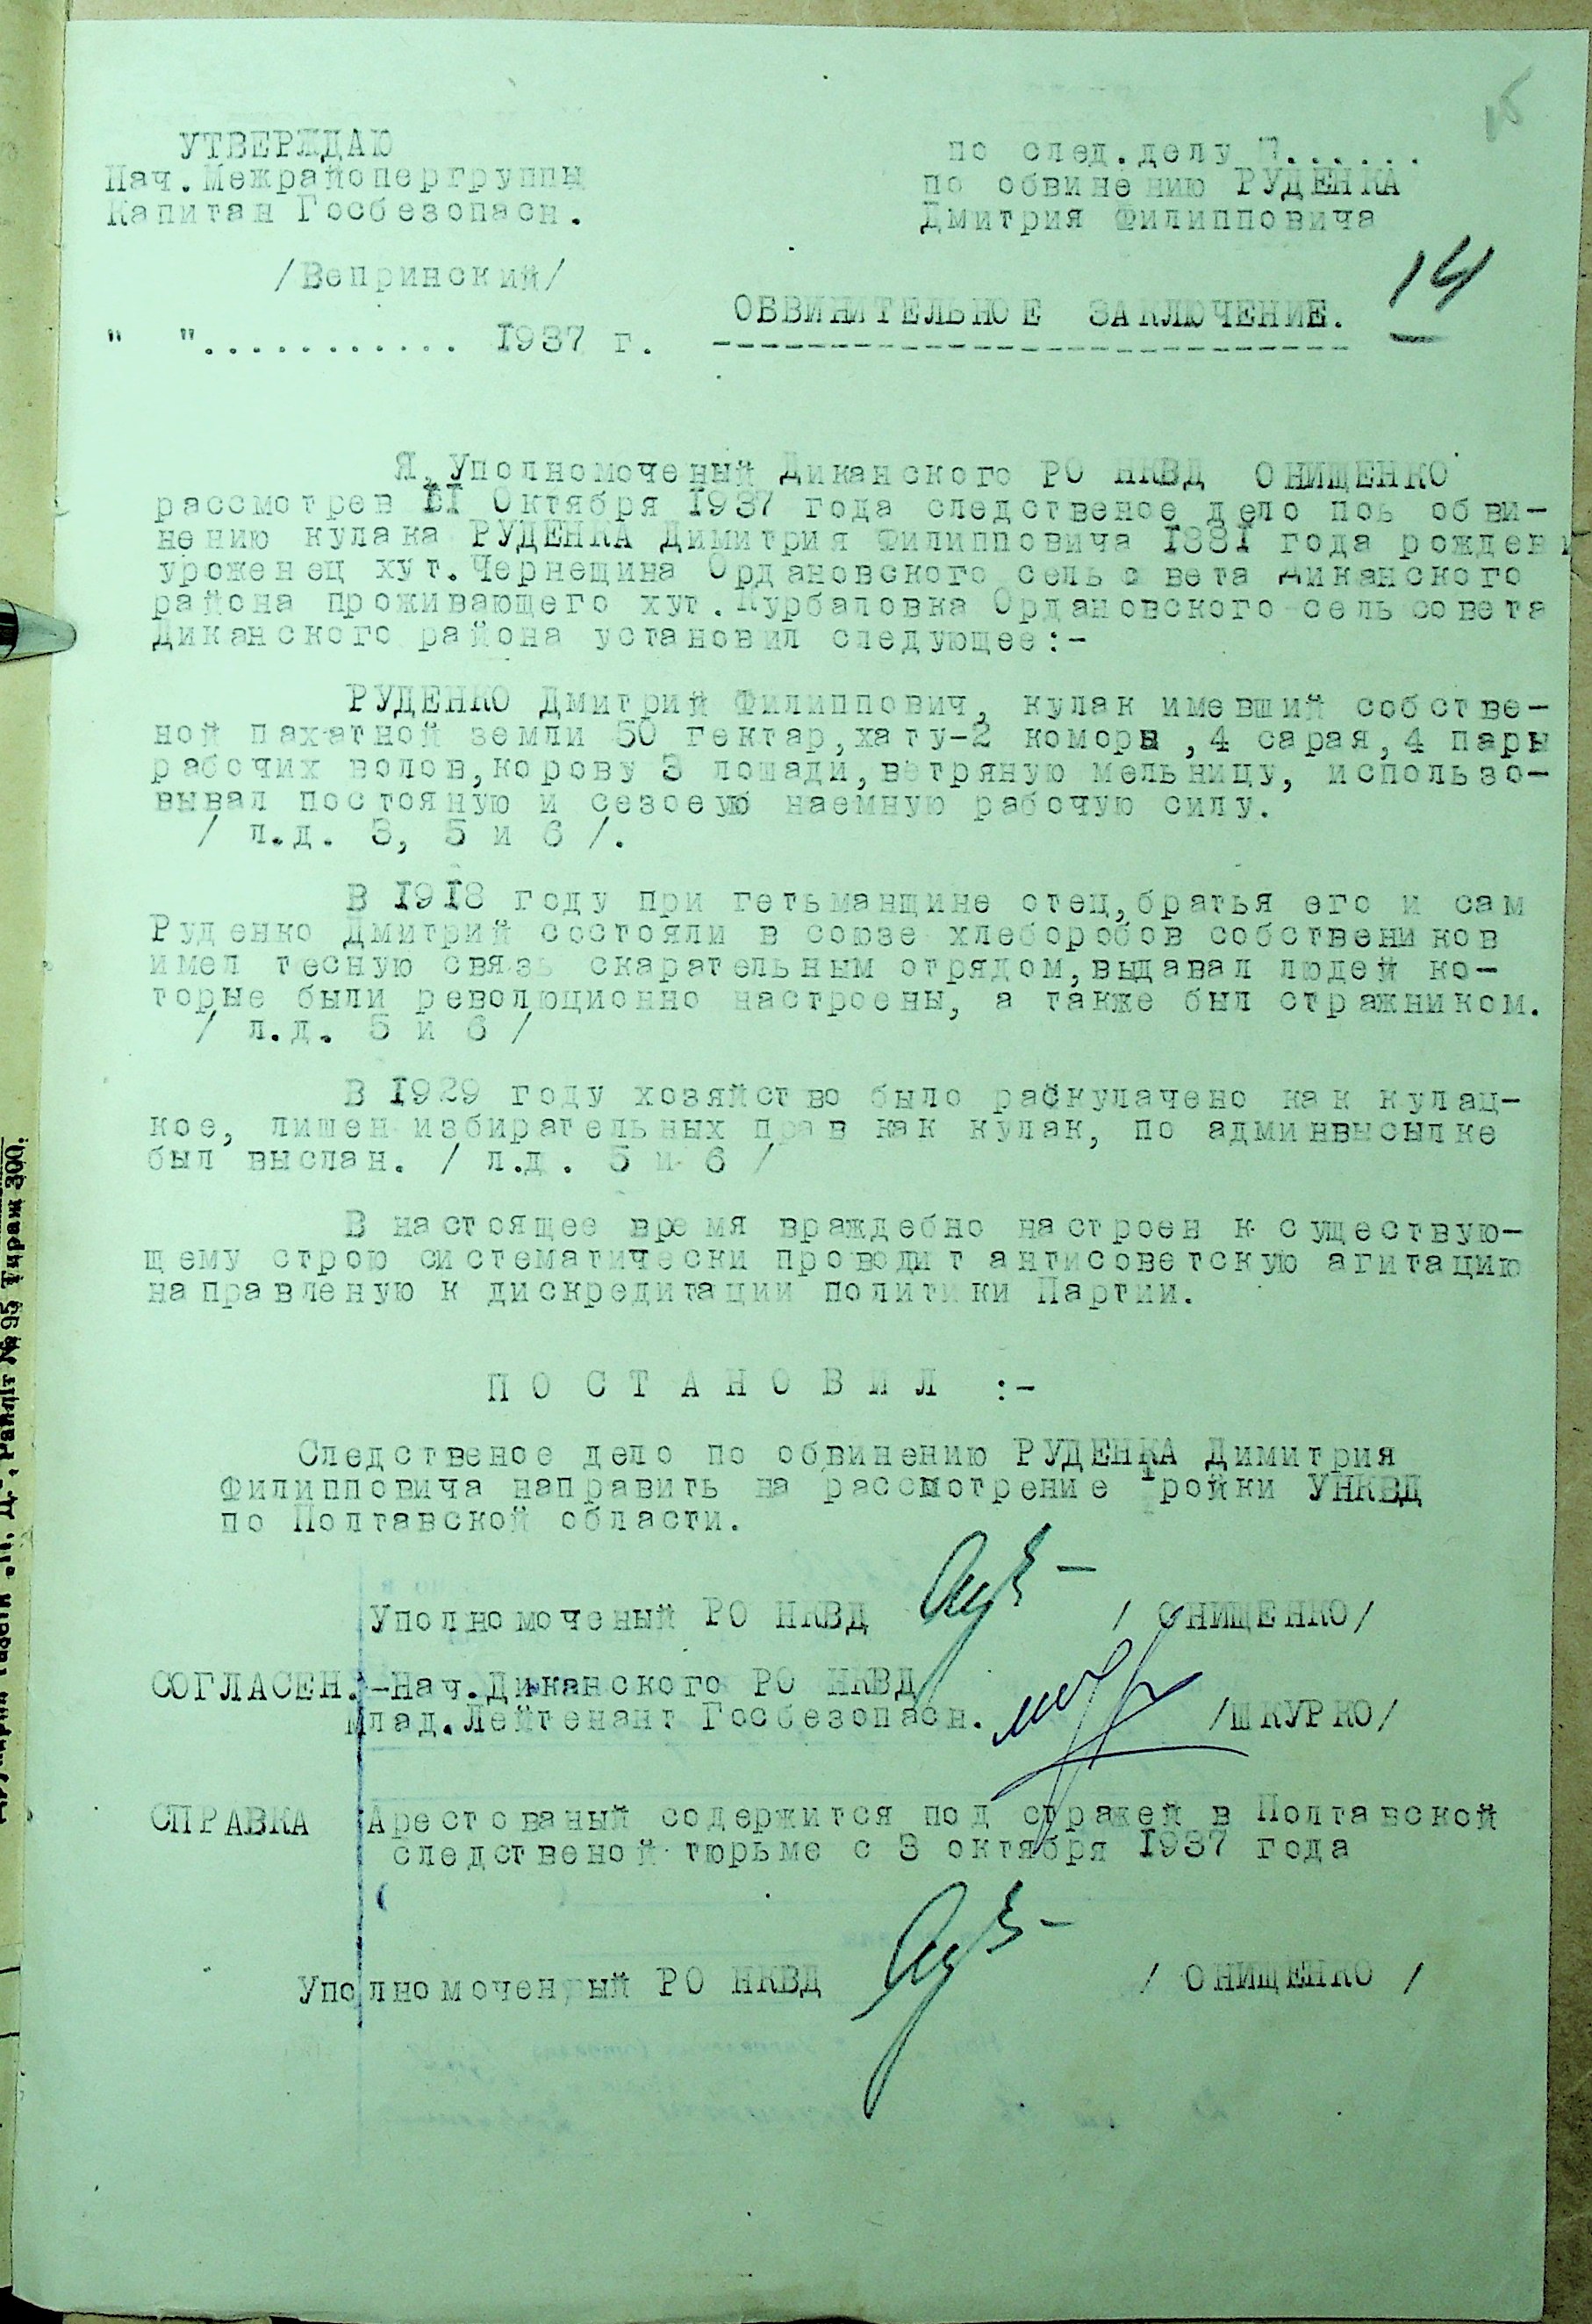 15
УТВЕРЖДАЮ
Нач. Межрайопергруппы
Капитан Госбезопасн.
/Вепринский/
"   "............ 1937 г.
по след.делу №......
по обвинению РУДЕНКА
Дмитрия Филипповича
14
ОБВИНИТЕЛЬНОЕ ЗАКЛЮЧЕНИЕ.
Я, Уполномоченый Диканского РО НКВД ОНИЩЕНКО
рассмотрев 11 Октября 1937 года следственое дело поь обви-
нению кулака РУДЕНКА Димитрия Филипповича 1881 года рождени
уроженец хут.Чернещина Ордановского сельсовета Диканского
района проживающего хут.Курбаловка Ордановского сельсовета
Диканского района установил следующее:-
РУДЕНКО Дмитрий Филиппович, кулак имевший собстве-
ной пахатной земли 50 гектар,хату-2 коморы ,4 сарая,4 пары
рабочих волов,корову 3 лошади,ветряную мельницу, использо-
вывал постояную и сезоеую наемную рабочую силу.
/ л.д. 3, 5 и 6 /.
В 1918 году при гетьманщине отец,братья его и сам
Руденко Дмитрий состояли в союзе хлеборобов собствеников
имел тесную связь скарательным отрядом,выдавал людей ко-
торые были революционно настроены, а также был стражником.
/ л.д. 5 и 6 /
В 1929 году хозяйство было раскулачено как кулац-
кое, лишен избирательных прав как кулак, по админвысылке
был выслан. / л.д. 5 и 6 /
В настоящее время враждебно настроен к существую-
щему строю систематически проводит антисоветскую агитацию
направленую к дискредитации политики Партии.
ПОСТАНОВИЛ :-
Следственое дело по обвинению РУДЕНКА Димитрия
Филипповича направить на рассмотрение Тройки УНКВД
по Полтавской области.
Уполномоченый РО НКВД / ОНИЩЕНКО/
СОГЛАСЕН.-Нач.Диканского РО НКВД
Млад.Лейтенант Госбезопасн. /ШКУРКО/
СПРАВКА Арестованый содержится под стражей в Полтавской
следственой тюрьме с 3 октября 1937 года
Уполномоченный РО НКВД / ОНИЩЕНКО /
Тираж 300.